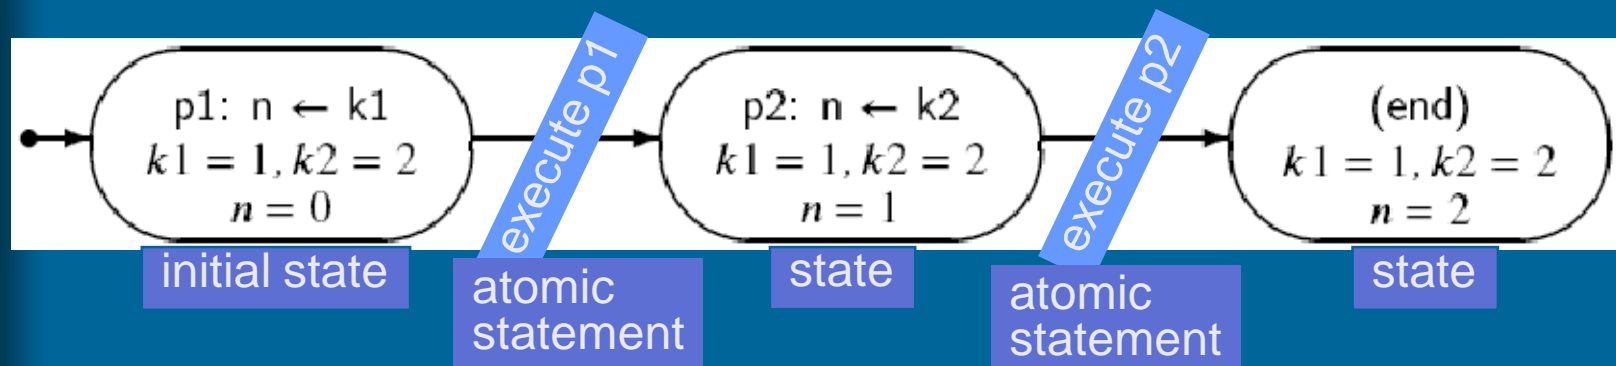 p1: n ← k1
k1 = 1, k2 = 2
n = 0
initial state
execute p1
atomic
statement
p2: n ← k2
k1 = 1, k2 = 2
n = 1
state
execute p2
atomic
statement
(end)
k1 = 1, k2 = 2
n = 2
state